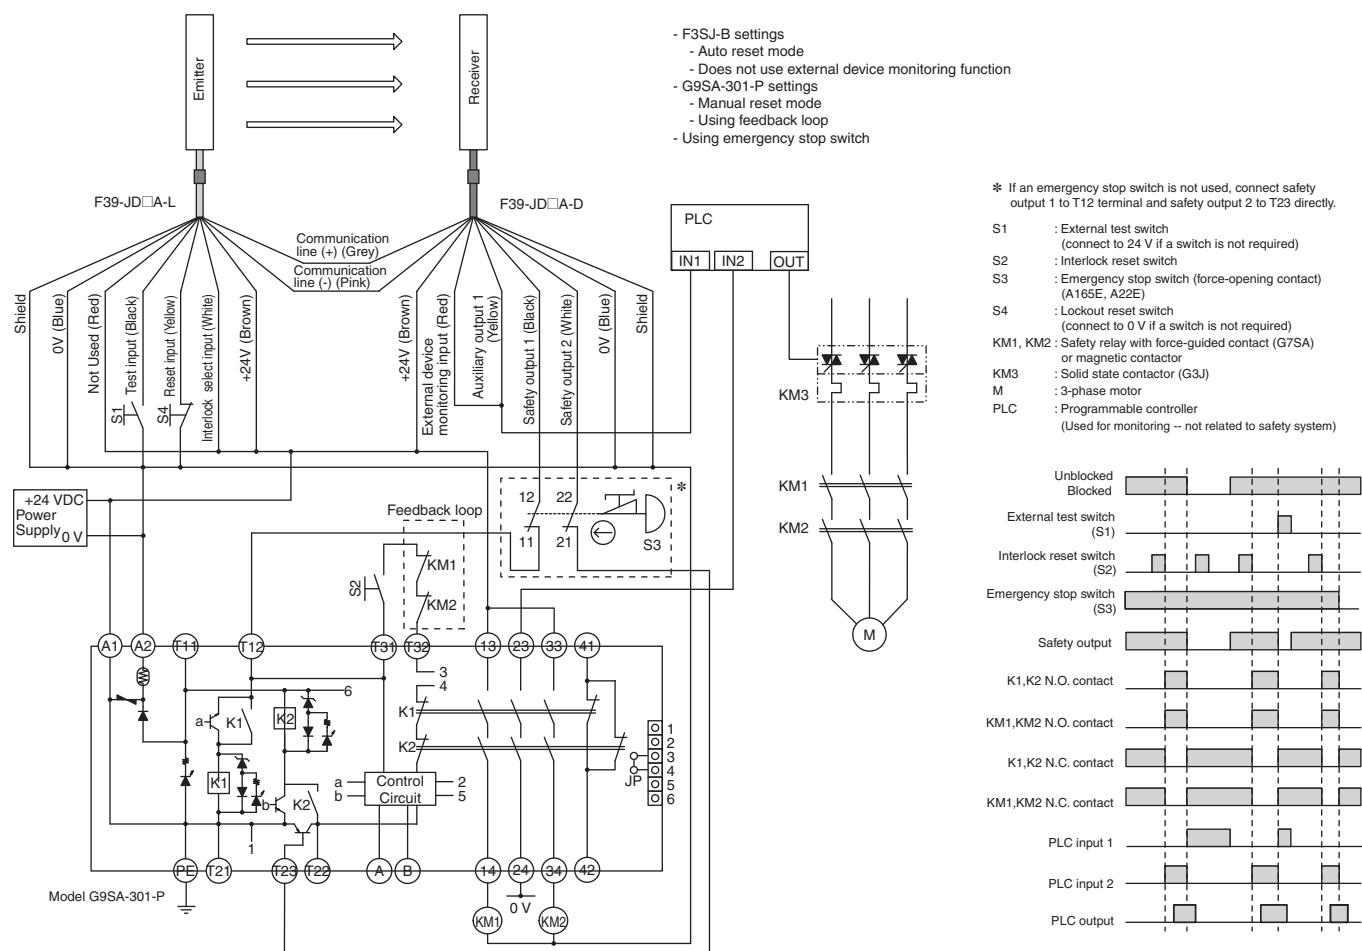 Emitter
Receiver
- F3SJ-B settings
- Auto reset mode
- Does not use external device monitoring function
- G9SA-301-P settings
- Manual reset mode
- Using feedback loop
- Using emergency stop switch
F39-JD□A-L
F39-JD□A-D
Communication
line (+) (Grey)
Communication
line (-) (Pink)
Shield
0V (Blue)
Not Used (Red)
Test input (Black)
Reset input (Yellow)
Interlock select input (White)
+24V (Brown)
+24V (Brown)
External device
monitoring input (Red)
Auxiliary output 1
(Yellow)
Safety output 1 (Black)
Safety output 2 (White)
0V (Blue)
Shield
S1
S4
PLC
IN1
IN2
OUT
KM3
KM1
KM2
M
✻ If an emergency stop switch is not used, connect safety
output 1 to T12 terminal and safety output 2 to T23 directly.
S1 : External test switch
(connect to 24 V if a switch is not required)
S2 : Interlock reset switch
S3 : Emergency stop switch (force-opening contact)
(A165E, A22E)
S4 : Lockout reset switch
(connect to 0 V if a switch is not required)
KM1, KM2 : Safety relay with force-guided contact (G7SA)
or magnetic contactor
KM3 : Solid state contactor (G3J)
M : 3-phase motor
PLC : Programmable controller
(Used for monitoring -- not related to safety system)
+24 VDC
Power
Supply 0 V
Feedback loop
KM1
KM2
S2
12 22
11 21
S3
✻
A1 A2 T11 T12 T31 T32 13 23 33 41
3
4
6
a K1
K2
K1
K2
K1
b K2
1
a
b
Control
Circuit
2
5
JP
1
2
3
4
5
6
PE T21 T23 T22 A B 14 24 34 42
Model G9SA-301-P
0 V
KM1
KM2
Unblocked
Blocked
External test switch
(S1)
Interlock reset switch
(S2)
Emergency stop switch
(S3)
Safety output
K1,K2 N.O. contact
KM1,KM2 N.O. contact
K1,K2 N.C. contact
KM1,KM2 N.C. contact
PLC input 1
PLC input 2
PLC output